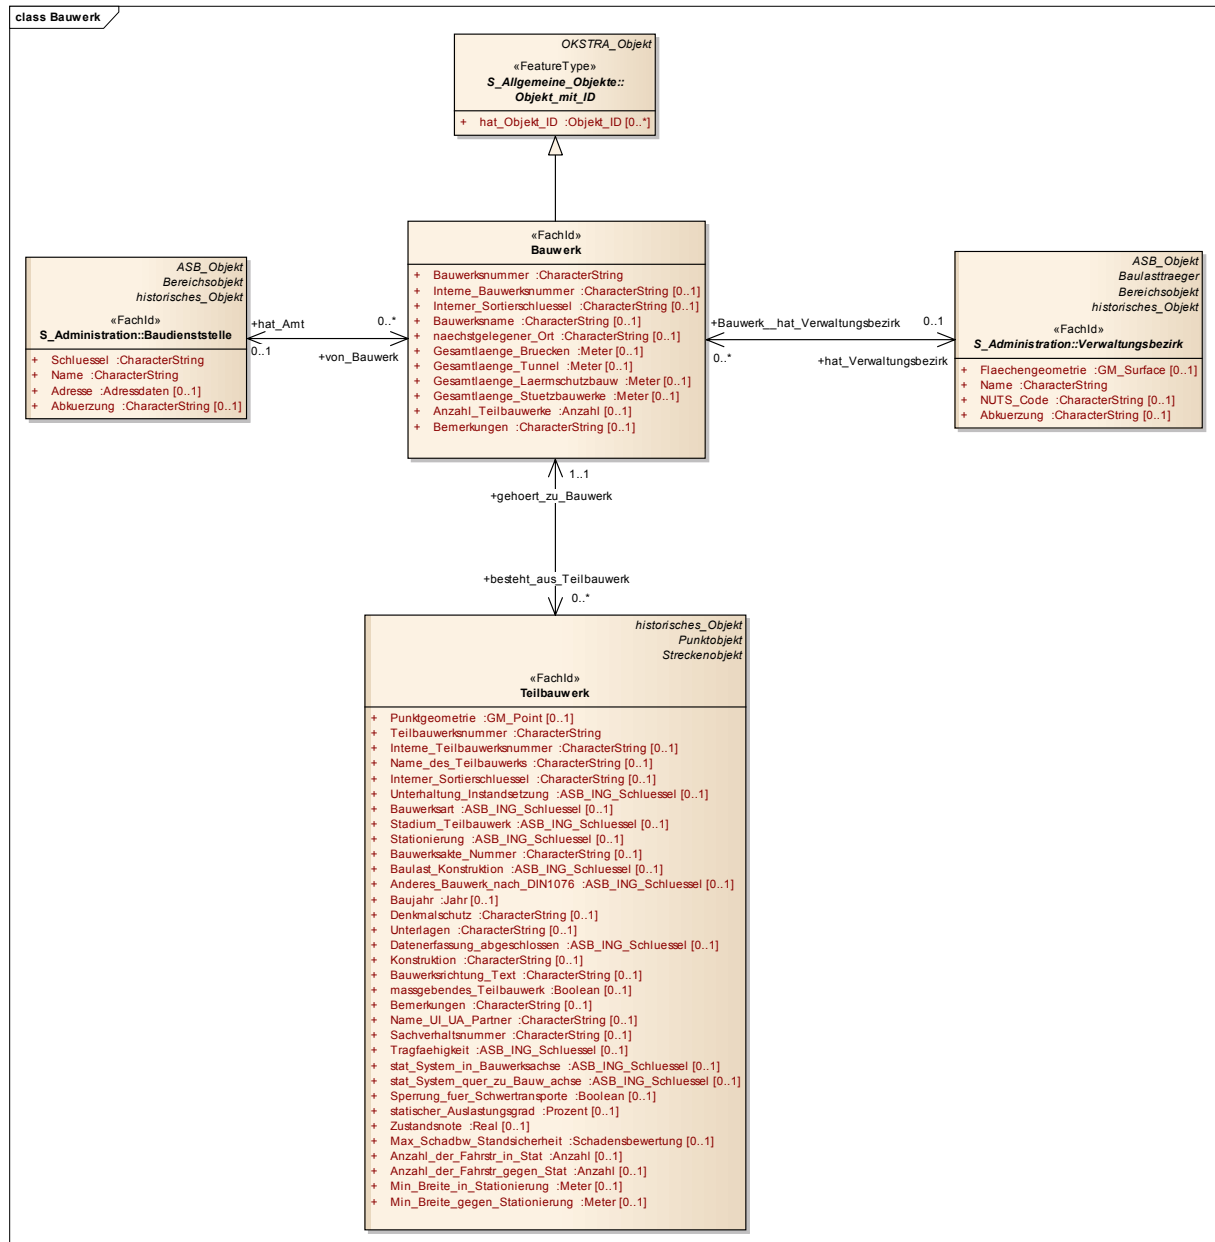 class Bauwerk
OKSTRA_Objekt
«FeatureType»
S_Allgemeine_Objekte::
Objekt_mit_ID
+ hat_Objekt_ID :Objekt_ID [0..*]
«FachId»
Bauwerk
+ Bauwerksnummer :CharacterString
+ Interne_Bauwerksnummer :CharacterString [0..1]
+ Interner_Sortierschluessel :CharacterString [0..1]
+ Bauwerksname :CharacterString [0..1]
+ naechstgelegener_Ort :CharacterString [0..1]
+ Gesamtlaenge_Bruecken :Meter [0..1]
+ Gesamtlaenge_Tunnel :Meter [0..1]
+ Gesamtlaenge_Laermschutzbauw :Meter [0..1]
+ Gesamtlaenge_Stuetzbauwerke :Meter [0..1]
+ Anzahl_Teilbauwerke :Anzahl [0..1]
+ Bemerkungen :CharacterString [0..1]
ASB_Objekt
Bereichsobjekt
historisches_Objekt
«FachId»
S_Administration::Baudienststelle
+ Schluessel :CharacterString
+ Name :CharacterString
+ Adresse :Adressdaten [0..1]
+ Abkuerzung :CharacterString [0..1]
+hat_Amt
0..*
0..1
+von_Bauwerk
+Bauwerk__hat_Verwaltungsbezirk
0..1
0..*
+hat_Verwaltungsbezirk
ASB_Objekt
Baulasttraeger
Bereichsobjekt
historisches_Objekt
«FachId»
S_Administration::Verwaltungsbezirk
+ Flaechengeometrie :GM_Surface [0..1]
+ Name :CharacterString
+ NUTS_Code :CharacterString [0..1]
+ Abkuerzung :CharacterString [0..1]
1..1
+gehoert_zu_Bauwerk
+besteht_aus_Teilbauwerk
0..*
historisches_Objekt
Punktobjekt
Streckenobjekt
«FachId»
Teilbauwerk
+ Punktgeometrie :GM_Point [0..1]
+ Teilbauwerksnummer :CharacterString
+ Interne_Teilbauwerksnummer :CharacterString [0..1]
+ Name_des_Teilbauwerks :CharacterString [0..1]
+ Interner_Sortierschluessel :CharacterString [0..1]
+ Unterhaltung_Instandsetzung :ASB_ING_Schluessel [0..1]
+ Bauwerksart :ASB_ING_Schluessel [0..1]
+ Stadium_Teilbauwerk :ASB_ING_Schluessel [0..1]
+ Stationierung :ASB_ING_Schluessel [0..1]
+ Bauwerksakte_Nummer :CharacterString [0..1]
+ Baulast_Konstruktion :ASB_ING_Schluessel [0..1]
+ Anderes_Bauwerk_nach_DIN1076 :ASB_ING_Schluessel [0..1]
+ Baujahr :Jahr [0..1]
+ Denkmalschutz :CharacterString [0..1]
+ Unterlagen :CharacterString [0..1]
+ Datenerfassung_abgeschlossen :ASB_ING_Schluessel [0..1]
+ Konstruktion :CharacterString [0..1]
+ Bauwerksrichtung_Text :CharacterString [0..1]
+ massgebendes_Teilbauwerk :Boolean [0..1]
+ Bemerkungen :CharacterString [0..1]
+ Name_UI_UA_Partner :CharacterString [0..1]
+ Sachverhaltsnummer :CharacterString [0..1]
+ Tragfaehigkeit :ASB_ING_Schluessel [0..1]
+ stat_System_in_Bauwerksachse :ASB_ING_Schluessel [0..1]
+ stat_System_quer_zu_Bauw_achse :ASB_ING_Schluessel [0..1]
+ Sperrung_fuer_Schwertransporte :Boolean [0..1]
+ statischer_Auslastungsgrad :Prozent [0..1]
+ Zustandsnote :Real [0..1]
+ Max_Schadbw_Standsicherheit :Schadensbewertung [0..1]
+ Anzahl_der_Fahrstr_in_Stat :Anzahl [0..1]
+ Anzahl_der_Fahrstr_gegen_Stat :Anzahl [0..1]
+ Min_Breite_in_Stationierung :Meter [0..1]
+ Min_Breite_gegen_Stationierung :Meter [0..1]